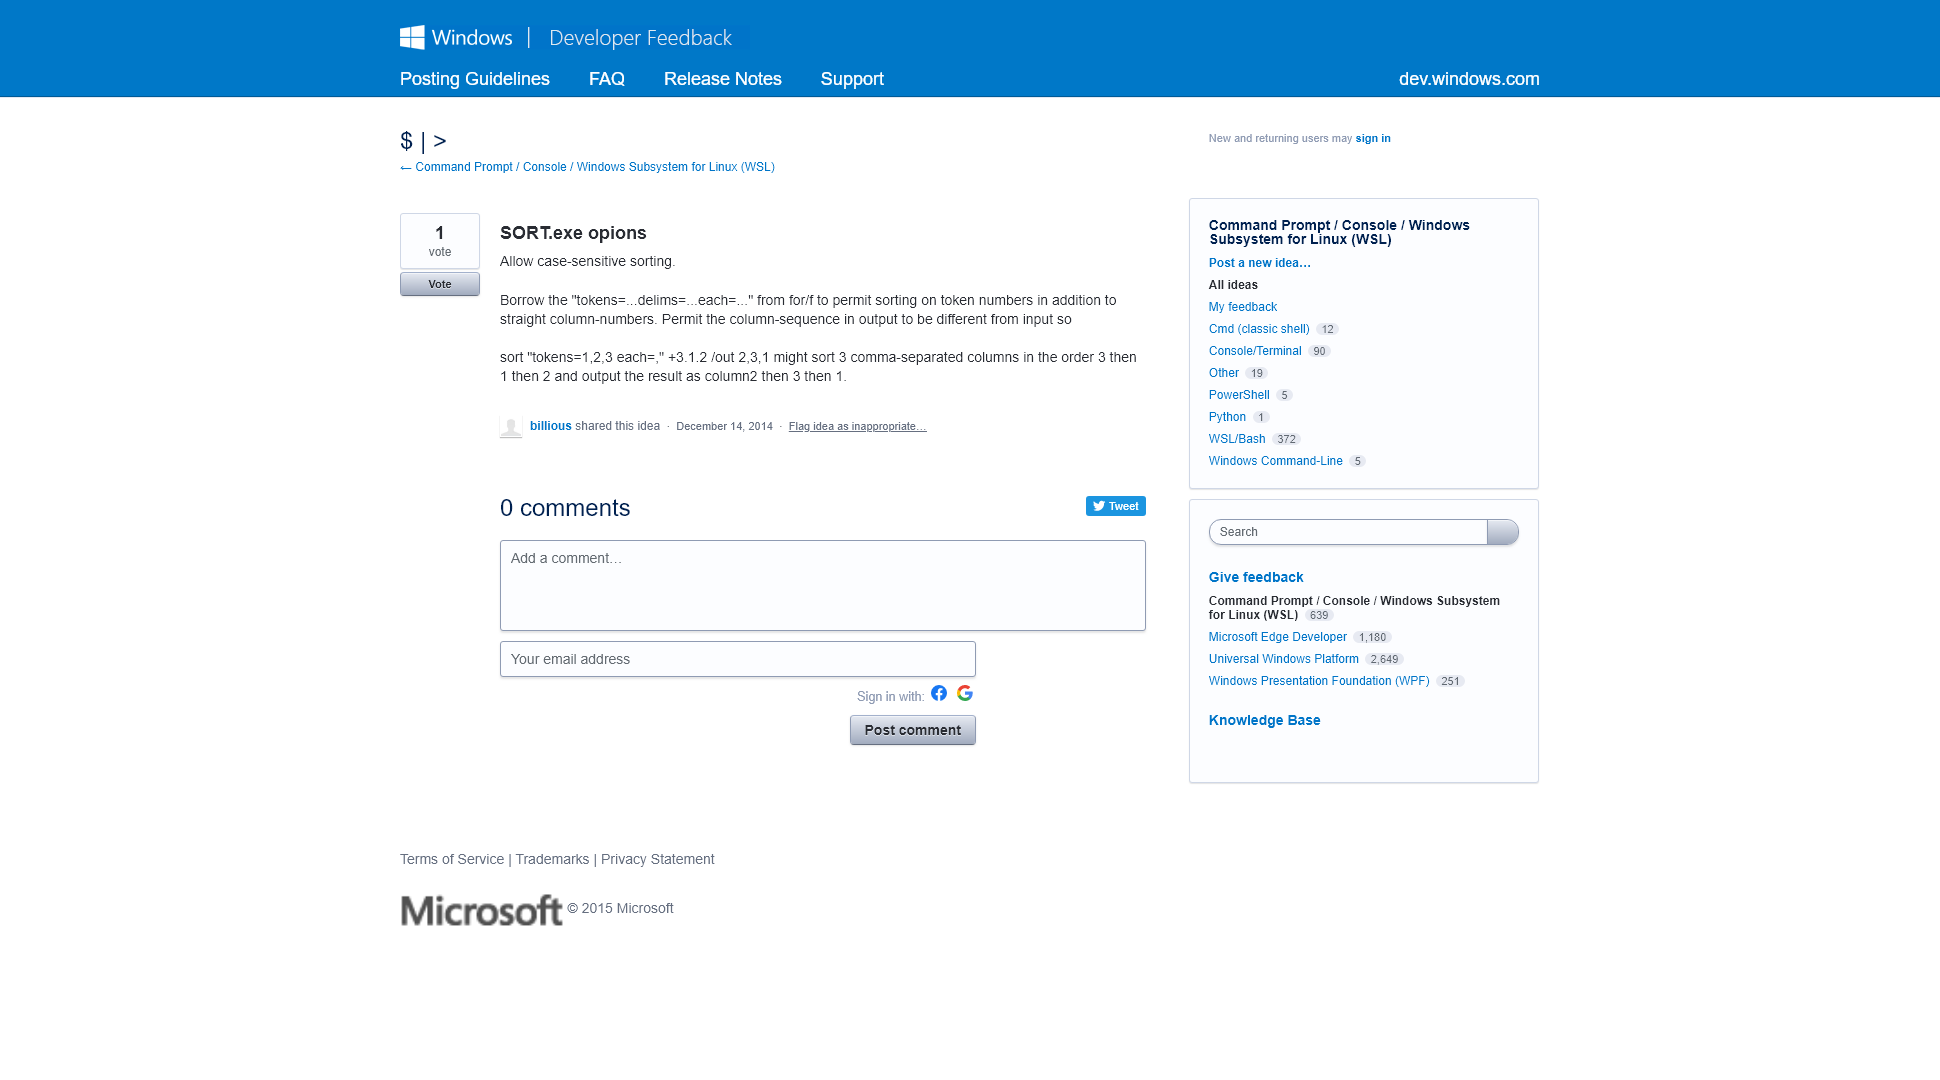 Windows | Developer Feedback
Posting Guidelines FAQ Release Notes Support dev.windows.com
$ | >
← Command Prompt / Console / Windows Subsystem for Linux (WSL)
New and returning users may sign in
1
vote
Vote
SORT.exe opions
Allow case-sensitive sorting.
Borrow the "tokens=...delims=...each=..." from for/f to permit sorting on token numbers in addition to
straight column-numbers. Permit the column-sequence in output to be different from input so
sort "tokens=1,2,3 each=," +3.1.2 /out 2,3,1 might sort 3 comma-separated columns in the order 3 then
1 then 2 and output the result as column2 then 3 then 1.
billious shared this idea · December 14, 2014 · Flag idea as inappropriate…
0 comments
Tweet
Add a comment…
Your email address
Sign in with:
Post comment
Command Prompt / Console / Windows
Subsystem for Linux (WSL)
Post a new idea…
All ideas
My feedback
Cmd (classic shell) 12
Console/Terminal 90
Other 19
PowerShell 5
Python 1
WSL/Bash 372
Windows Command-Line 5
Search
Give feedback
Command Prompt / Console / Windows Subsystem
for Linux (WSL) 639
Microsoft Edge Developer 1,180
Universal Windows Platform 2,649
Windows Presentation Foundation (WPF) 251
Knowledge Base
Terms of Service | Trademarks | Privacy Statement
Microsoft © 2015 Microsoft